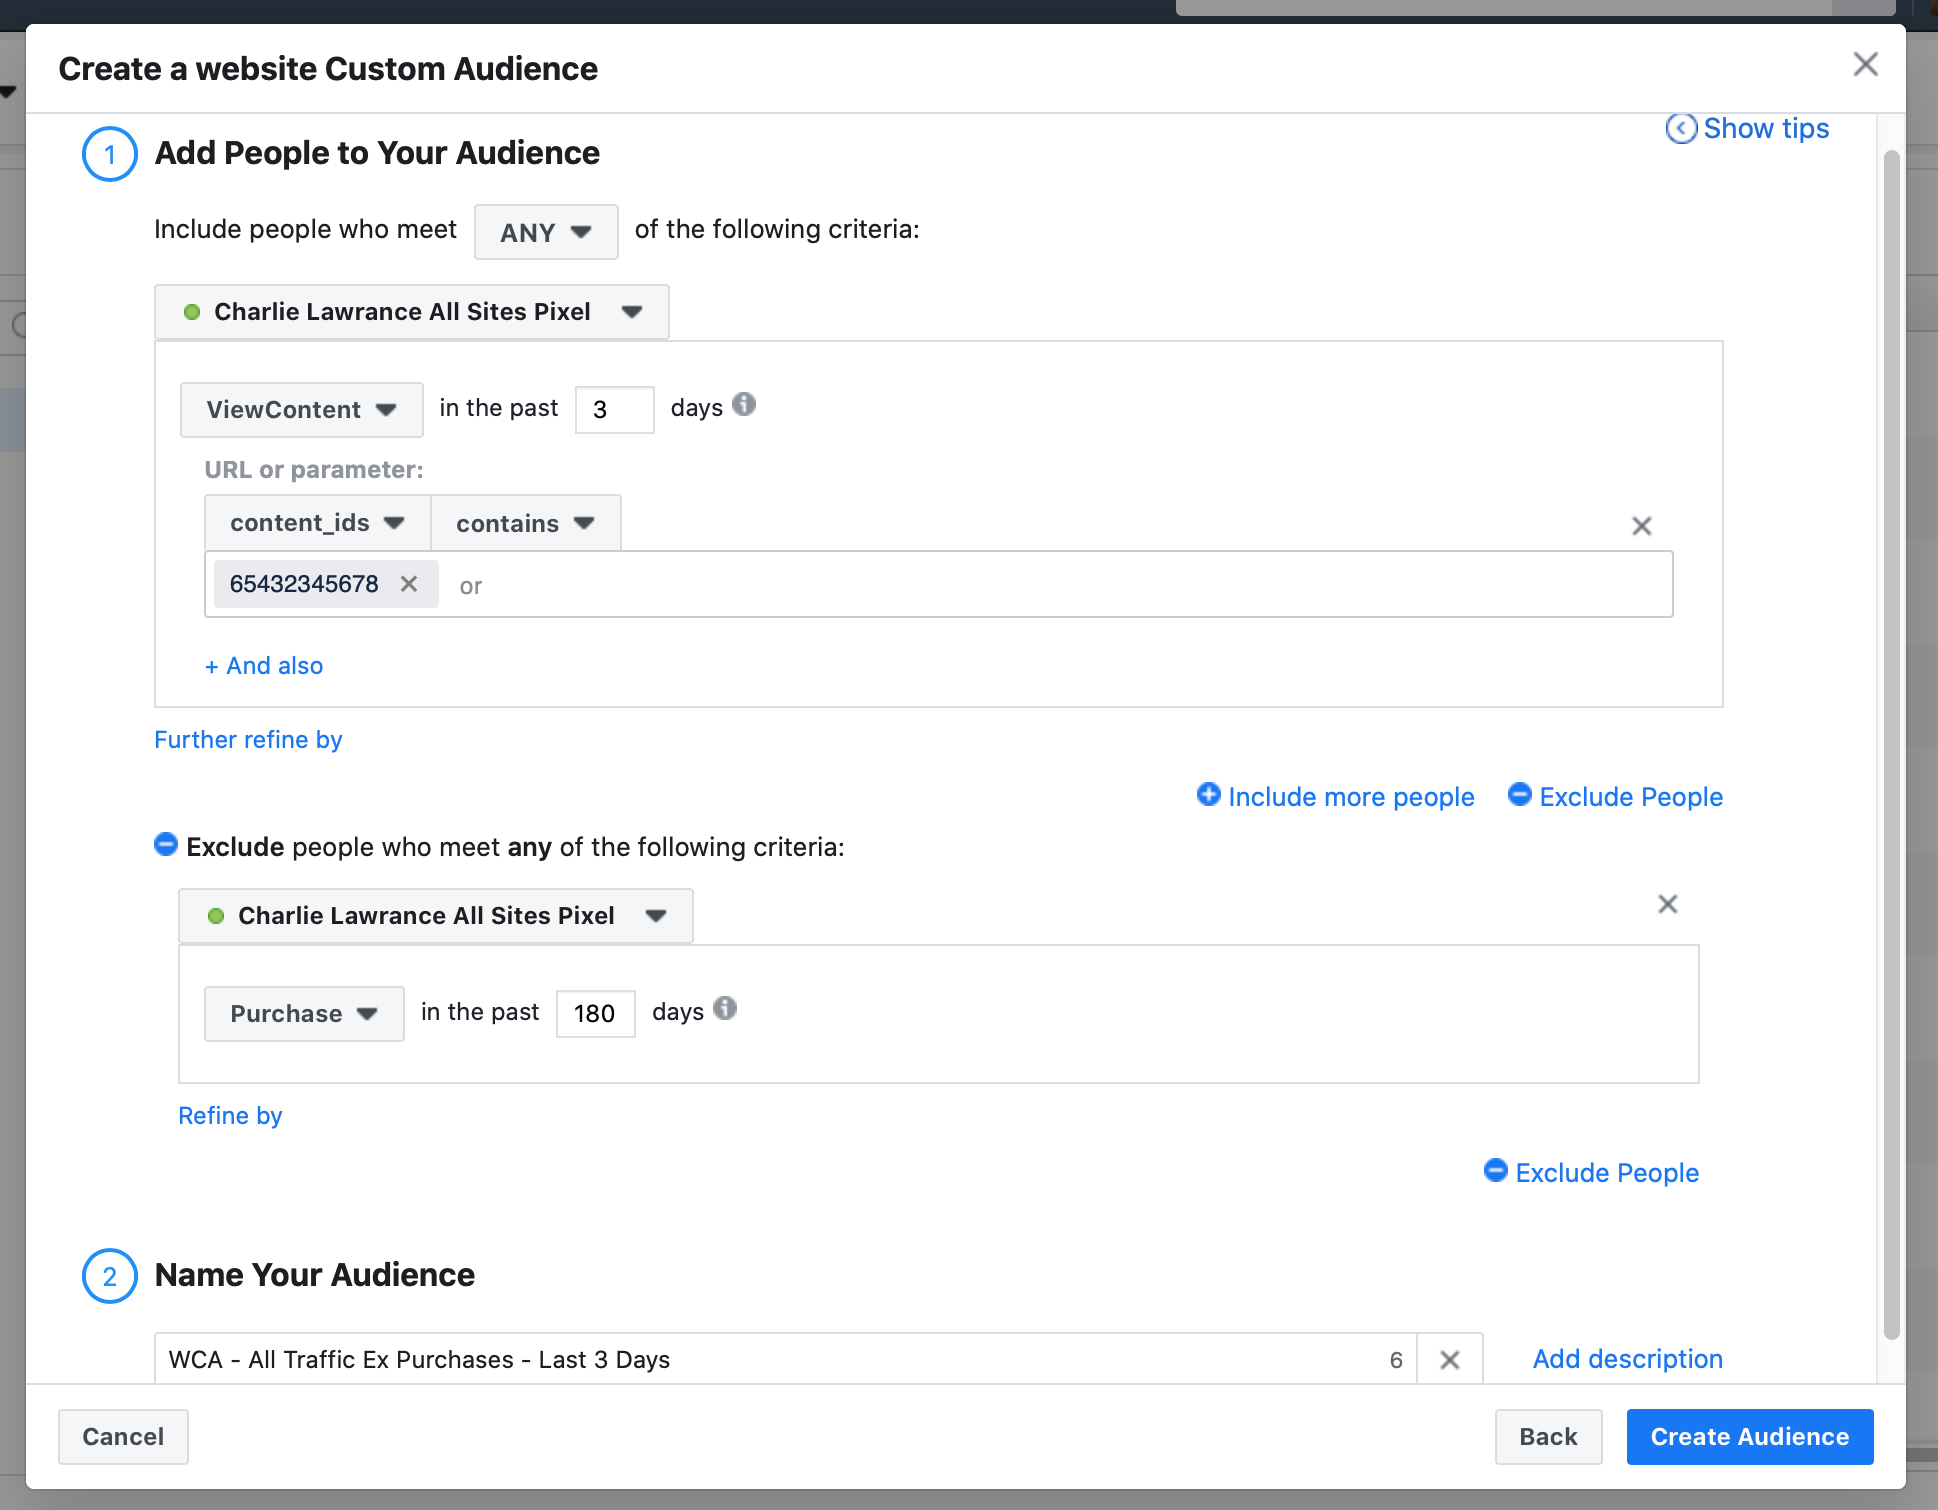 Create a website Custom Audience
Show tips
1 Add People to Your Audience
Include people who meet ANY of the following criteria:
Charlie Lawrance All Sites Pixel
ViewContent in the past 3 days
URL or parameter:
content_ids contains
65432345678 or
+ And also
Further refine by
Include more people Exclude People
Exclude people who meet any of the following criteria:
Charlie Lawrance All Sites Pixel
Purchase in the past 180 days
Refine by
Exclude People
2 Name Your Audience
WCA - All Traffic Ex Purchases - Last 3 Days 6 Add description
Cancel Back Create Audience